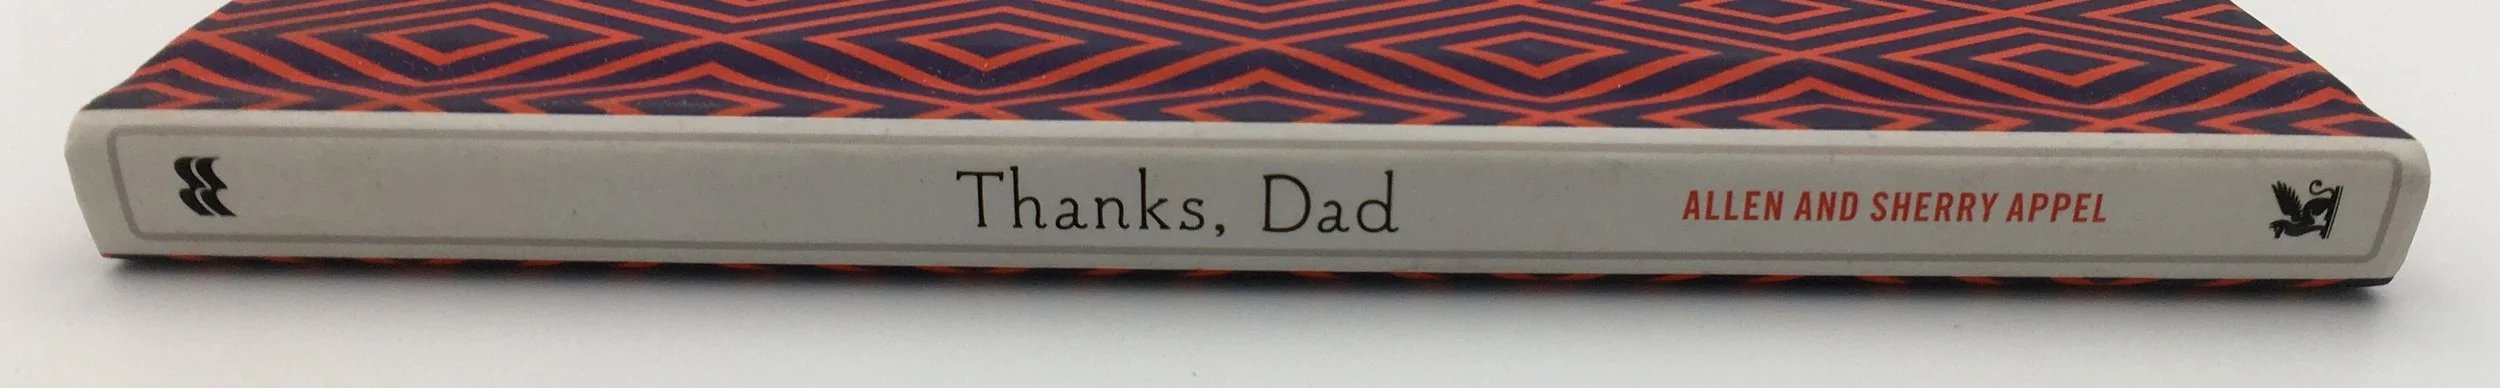 Thanks, Dad
ALLEN AND SHERRY APPEL